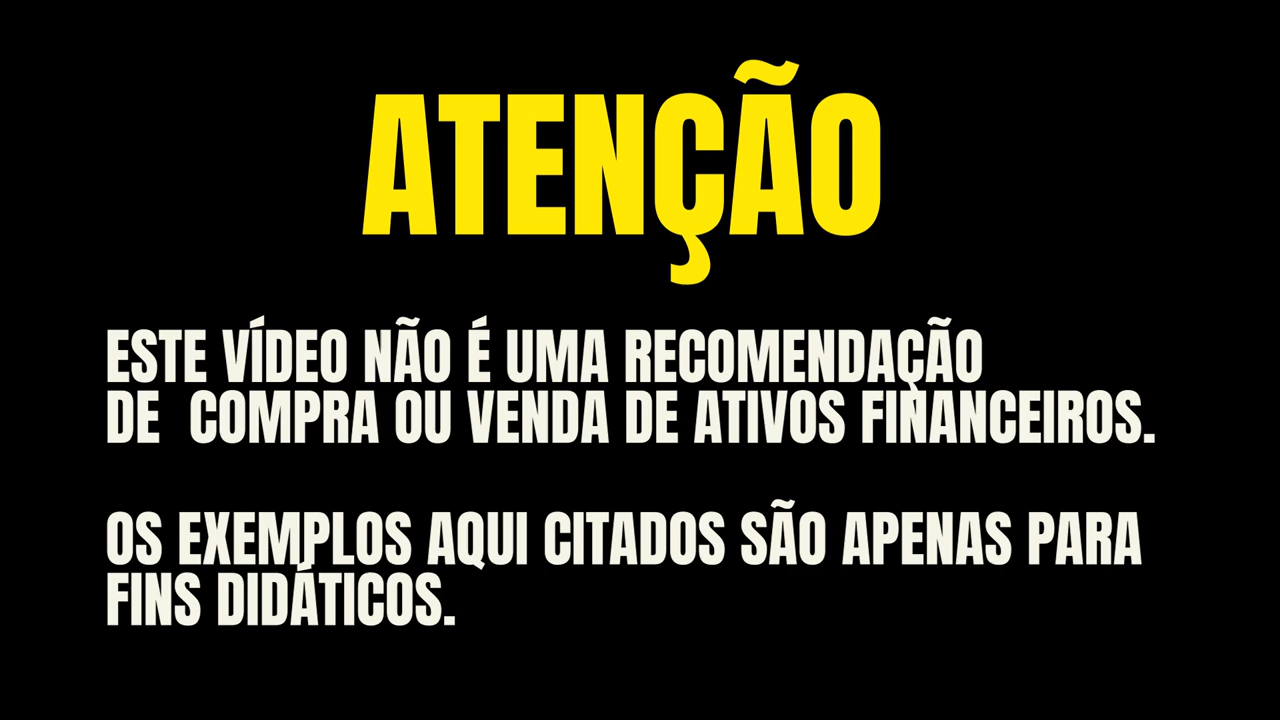 ATENÇÃO
ESTE VÍDEO NÃO É UMA RECOMENDAÇÃO
DE COMPRA OU VENDA DE ATIVOS FINANCEIROS.
OS EXEMPLOS AQUI CITADOS SÃO APENAS PARA
FINS DIDÁTICOS.